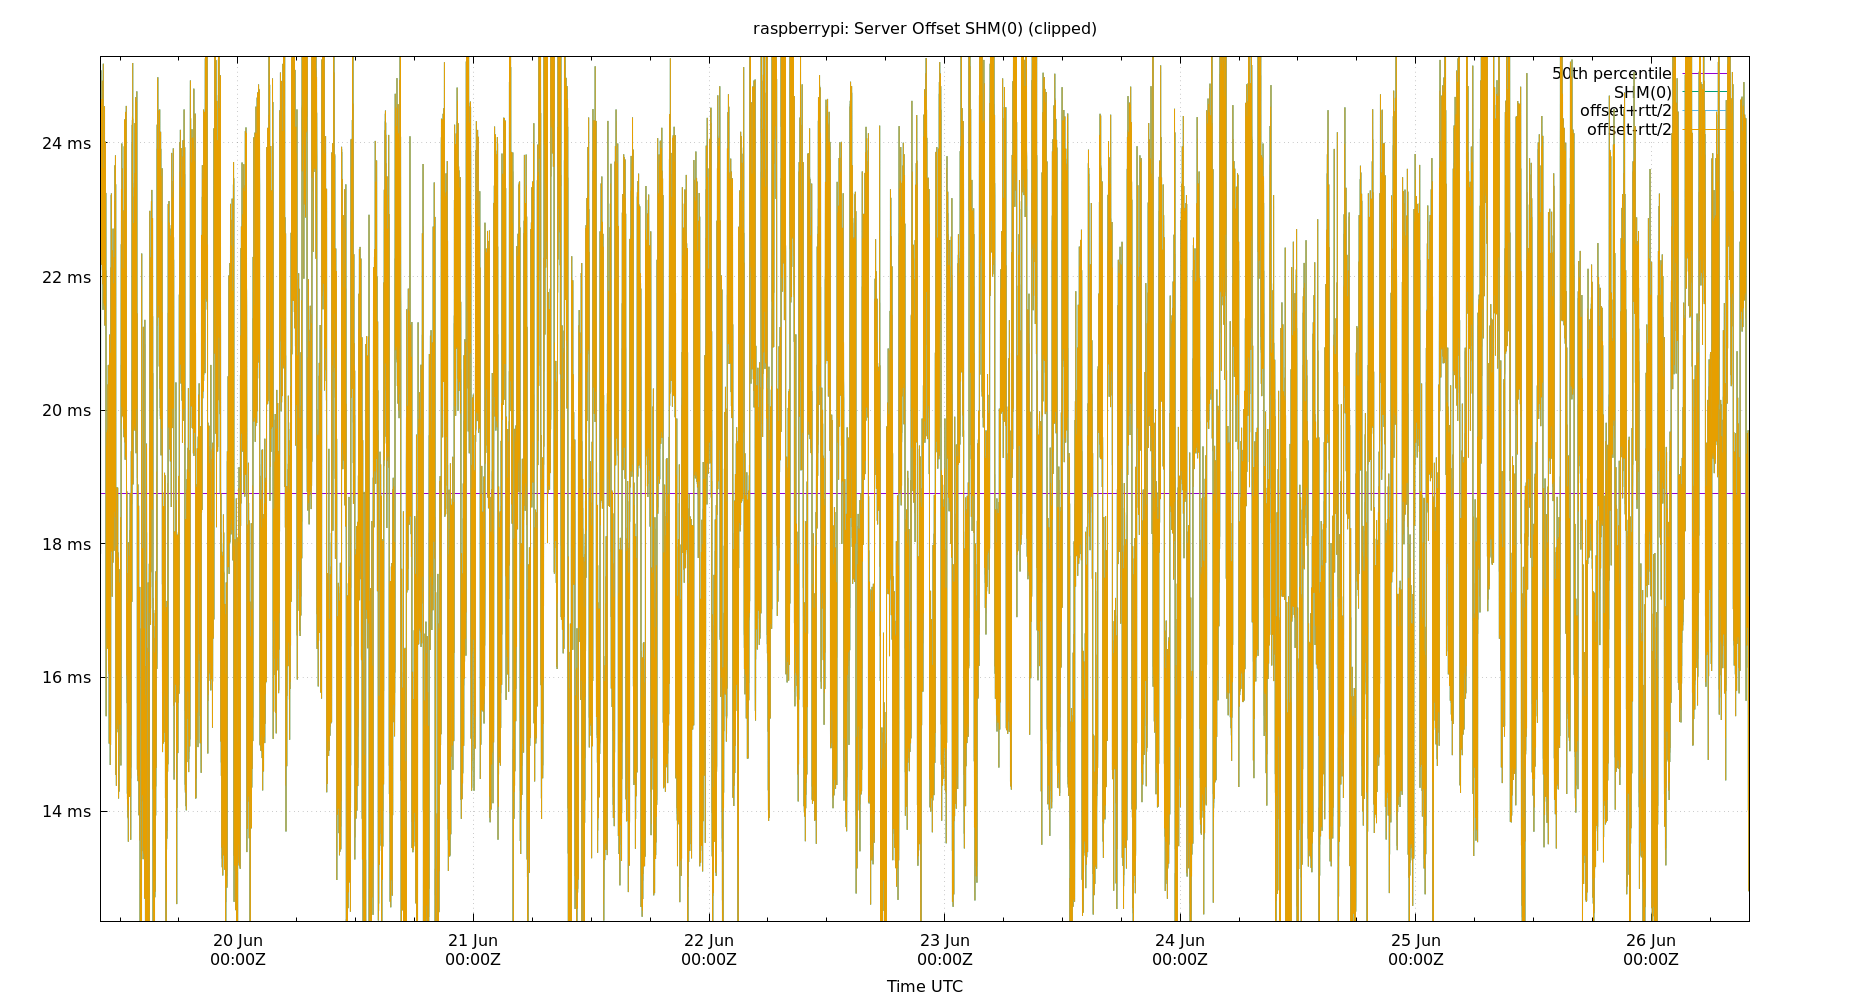 raspberrypi: Server Offset SHM(0) (clipped)
50th percentile
SHM(0)
offset+rtt/2
offset-rtt/2
24 ms
22 ms
20 ms
18 ms
16 ms
14 ms
20 Jun 21 Jun 22 Jun 23 Jun 24 Jun 25 Jun 26 Jun
00:00Z 00:00Z 00:00Z 00:00Z 00:00Z 00:00Z 00:00Z
Time UTC